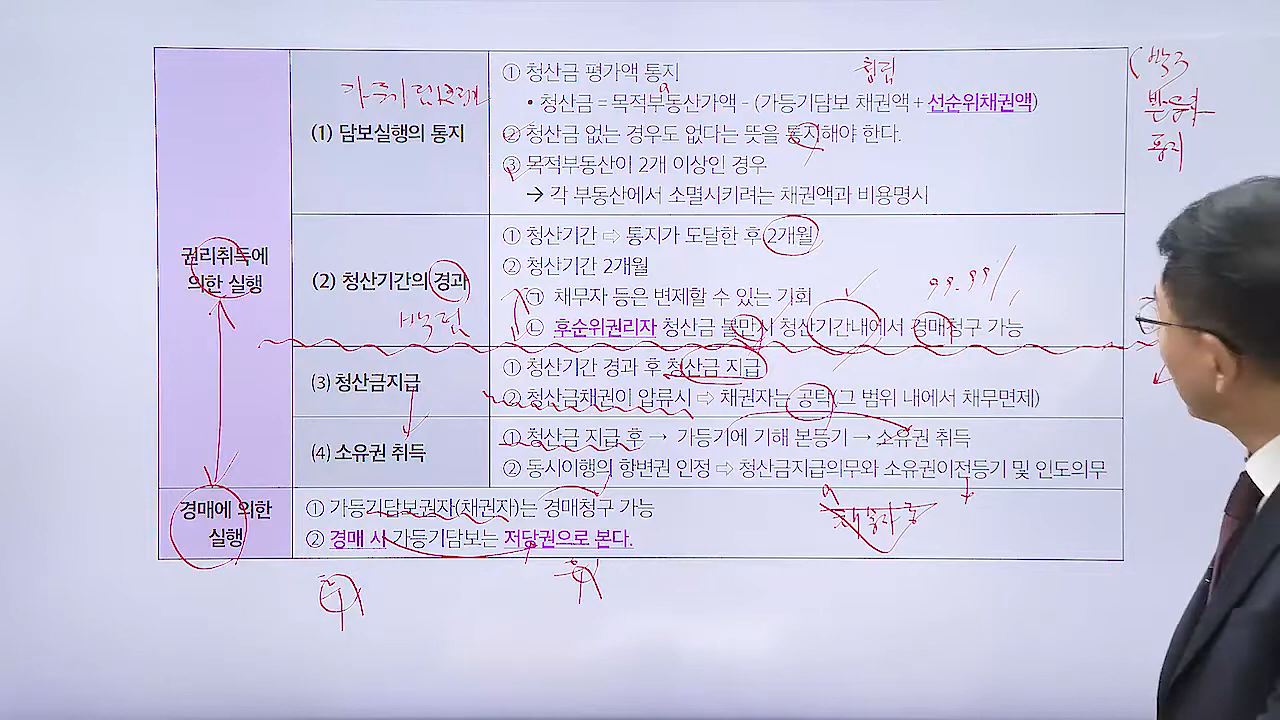 권리취득에
의한 실행
(1) 담보실행의 통지
① 청산금 평가액 통지
• 청산금 = 목적부동산가액 – (가등기담보 채권액 + 선순위채권액)
② 청산금 없는 경우도 없다는 뜻을 통지해야 한다.
③ 목적부동산이 2개 이상인 경우
→ 각 부동산에서 소멸시키려는 채권액과 비용명시
(2) 청산기간의 경과
① 청산기간 ⇨ 통지가 도달한 후 2개월
② 청산기간 2개월
㉠ 채무자 등은 변제할 수 있는 기회
㉡ 후순위권리자 청산금 불만시 청산기간내에서 경매청구 가능
99.99%
(3) 청산금지급
① 청산기간 경과 후 청산금 지급
② 청산금채권이 압류시 ⇨ 채권자는 공탁(그 범위 내에서 채무면제)
(4) 소유권 취득
① 청산금 지급 후 → 가등기에 기해 본등기 → 소유권 취득
② 동시이행의 항변권 인정 ⇨ 청산금지급의무와 소유권이전등기 및 인도의무
경매에 의한
실행
① 가등기담보권자(채권자)는 경매청구 가능
② 경매 시 가등기담보는 저당권으로 본다.